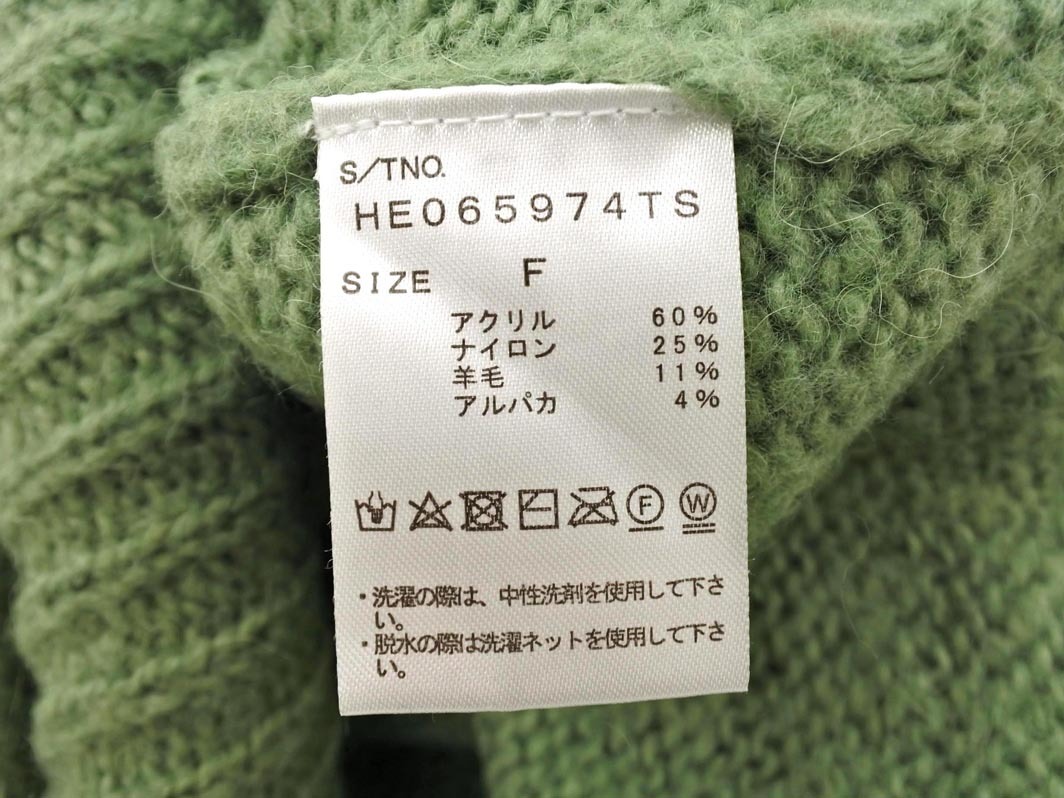 S/TNO.
HE065974TS
SIZE F
アクリル 60%
ナイロン 25%
羊毛 11%
アルパカ 4%
F W
・洗濯の際は、中性洗剤を使用して下さ
い。
・脱水の際は洗濯ネットを使用して下さ
い。